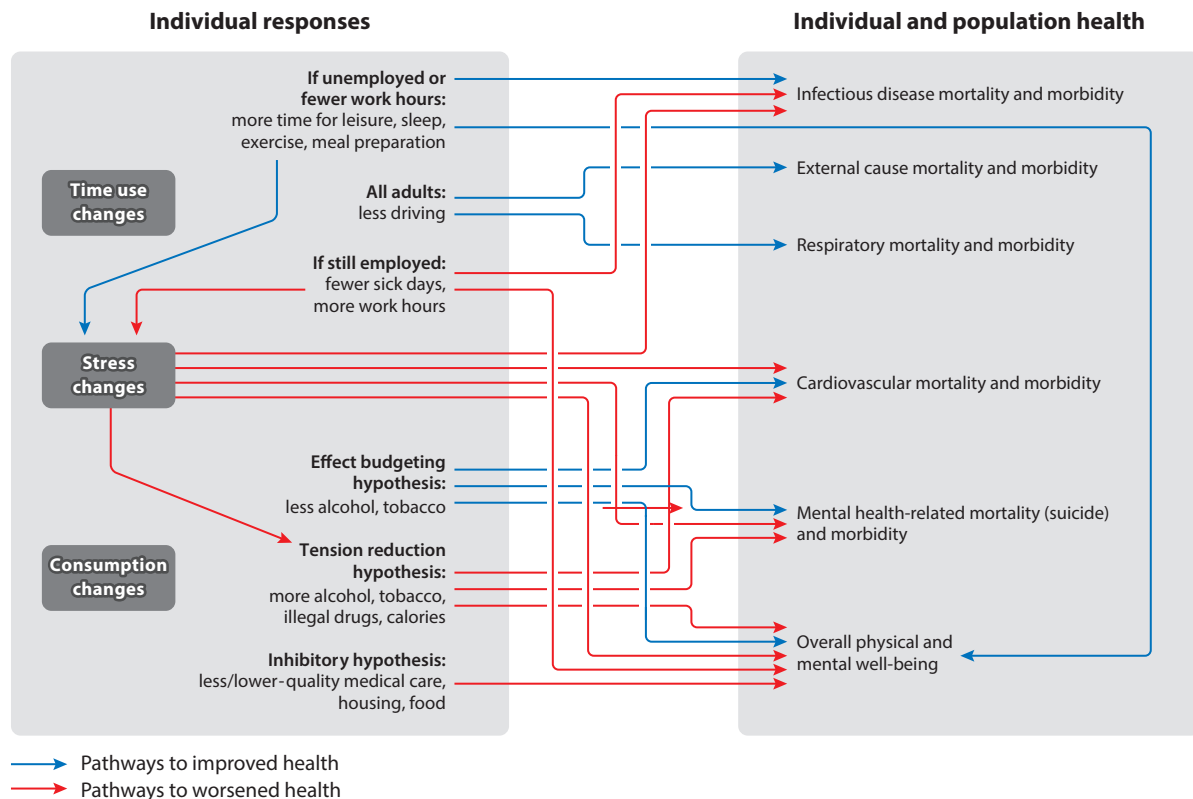 Individual responses
Individual and population health
If unemployed or
fewer work hours:
more time for leisure, sleep,
exercise, meal preparation
Time use
changes
All adults:
less driving
If still employed:
fewer sick days,
more work hours
Stress
changes
Effect budgeting
hypothesis:
less alcohol, tobacco
Consumption
changes
Tension reduction
hypothesis:
more alcohol, tobacco,
illegal drugs, calories
Inhibitory hypothesis:
less/lower-quality medical care,
housing, food
Infectious disease mortality and morbidity
External cause mortality and morbidity
Respiratory mortality and morbidity
Cardiovascular mortality and morbidity
Mental health-related mortality (suicide)
and morbidity
Overall physical and
mental well-being
Pathways to improved health
Pathways to worsened health